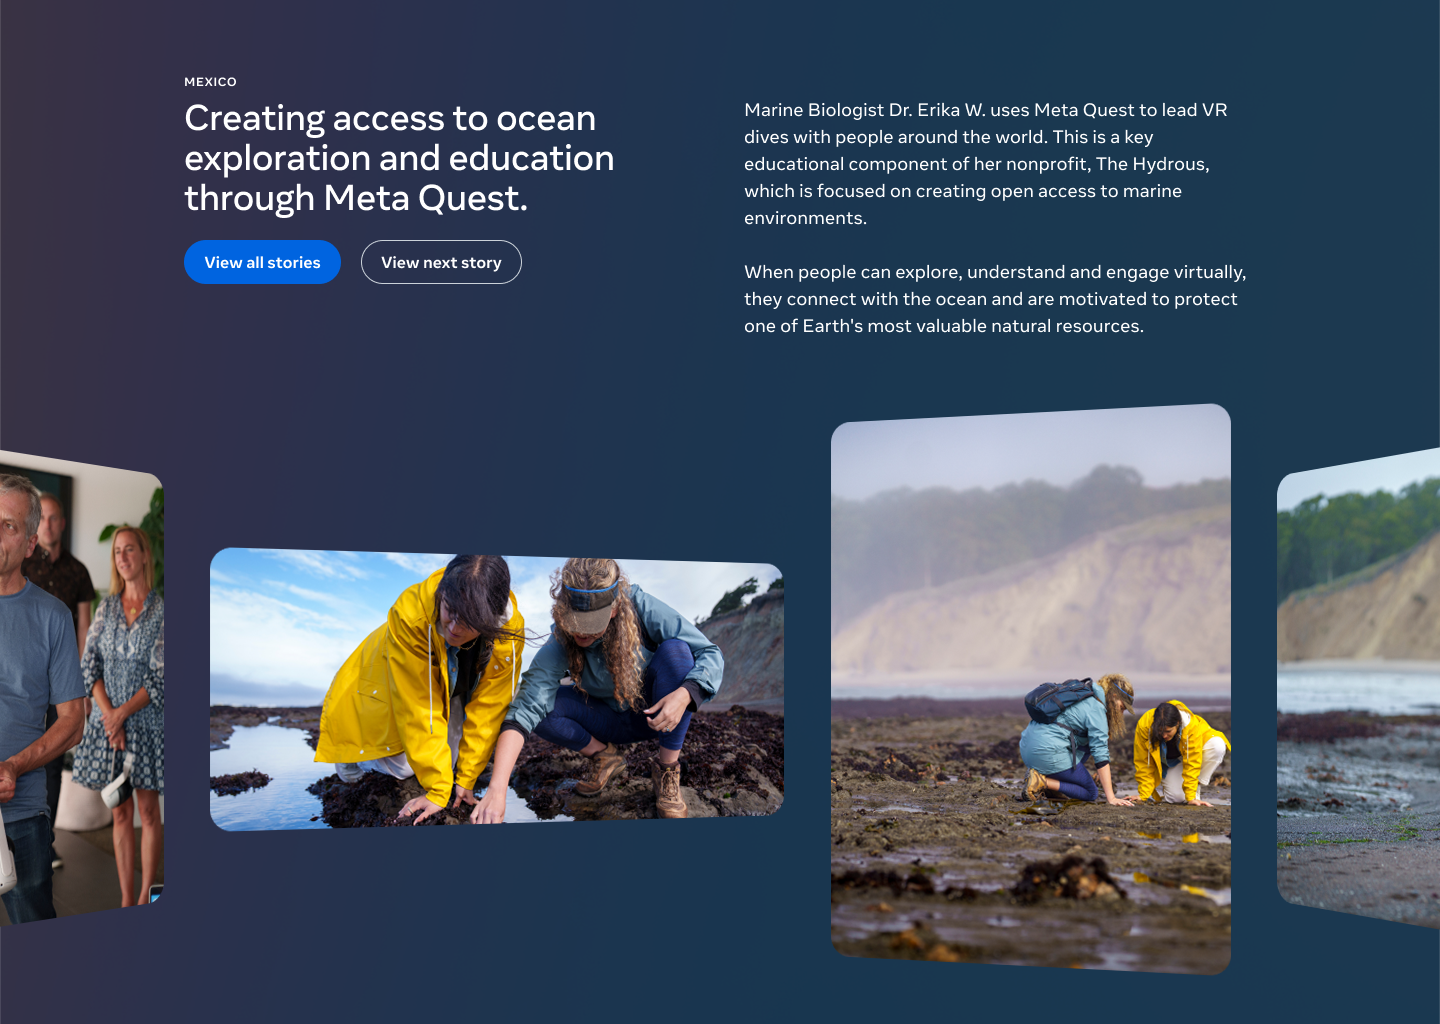 MEXICO
Creating access to ocean
exploration and education
through Meta Quest.
View all stories
View next story
Marine Biologist Dr. Erika W. uses Meta Quest to lead VR
dives with people around the world. This is a key
educational component of her nonprofit, The Hydrous,
which is focused on creating open access to marine
environments.
When people can explore, understand and engage virtually,
they connect with the ocean and are motivated to protect
one of Earth's most valuable natural resources.